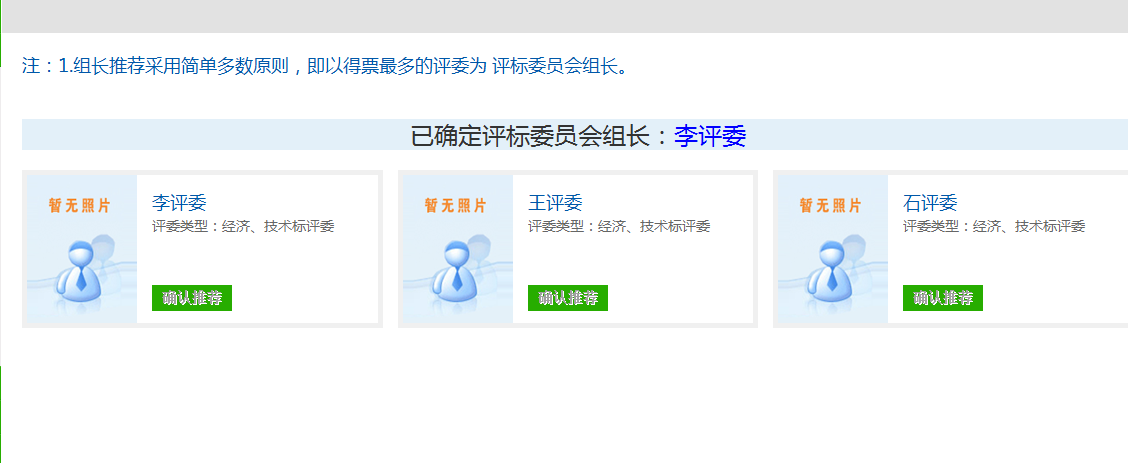 注：1.组长推荐采用简单多数原则，即以得票最多的评委为 评标委员会组长。
已确定评标委员会组长：李评委
暂无照片
李评委
评委类型：经济、技术标评委
确认推荐
暂无照片
王评委
评委类型：经济、技术标评委
确认推荐
暂无照片
石评委
评委类型：经济、技术标评委
确认推荐